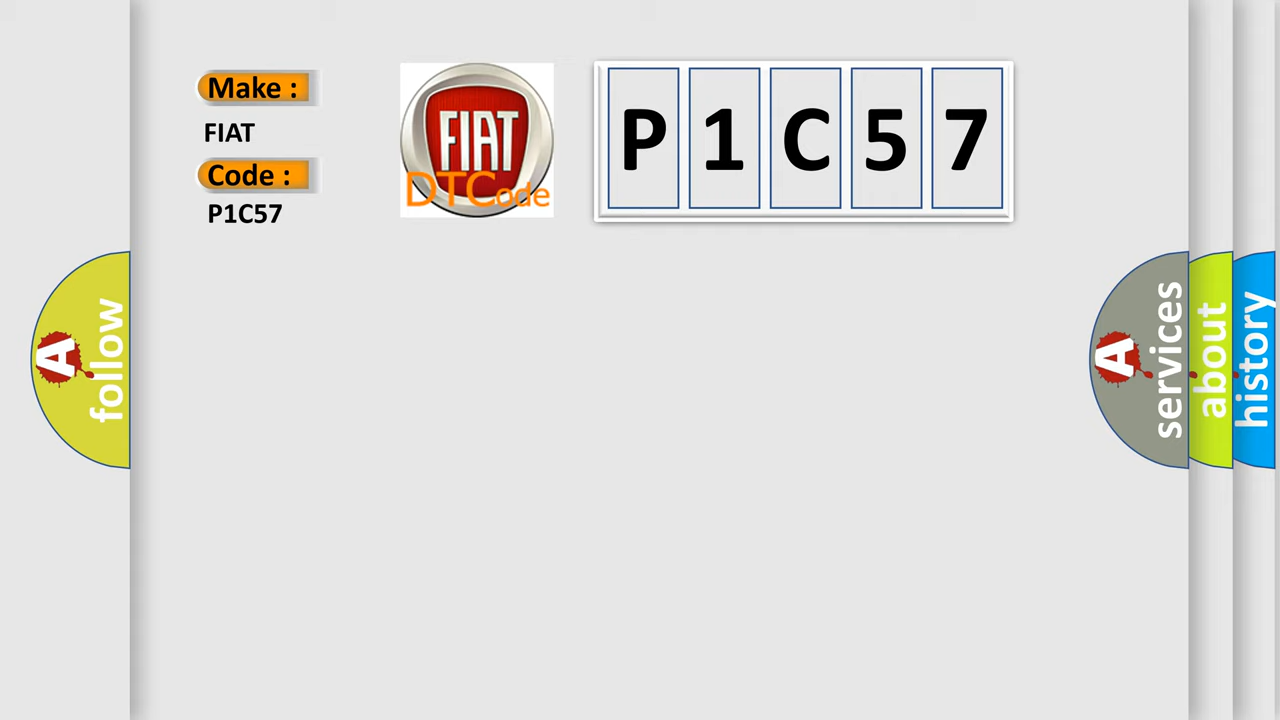 Make :
FIAT
Code :
P1C57
FIAT
DTCode
P 1 C 5 7
A follow
A services
about
history